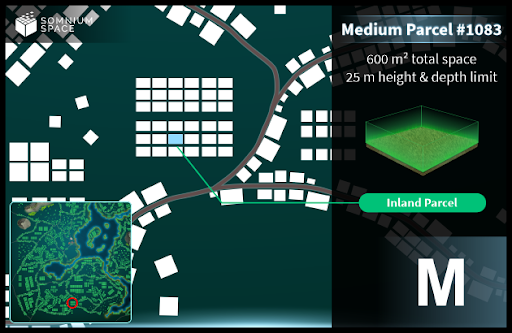 SOMNIUM
SPACE
Medium Parcel #1083
600 m² total space
25 m height & depth limit
Inland Parcel
M